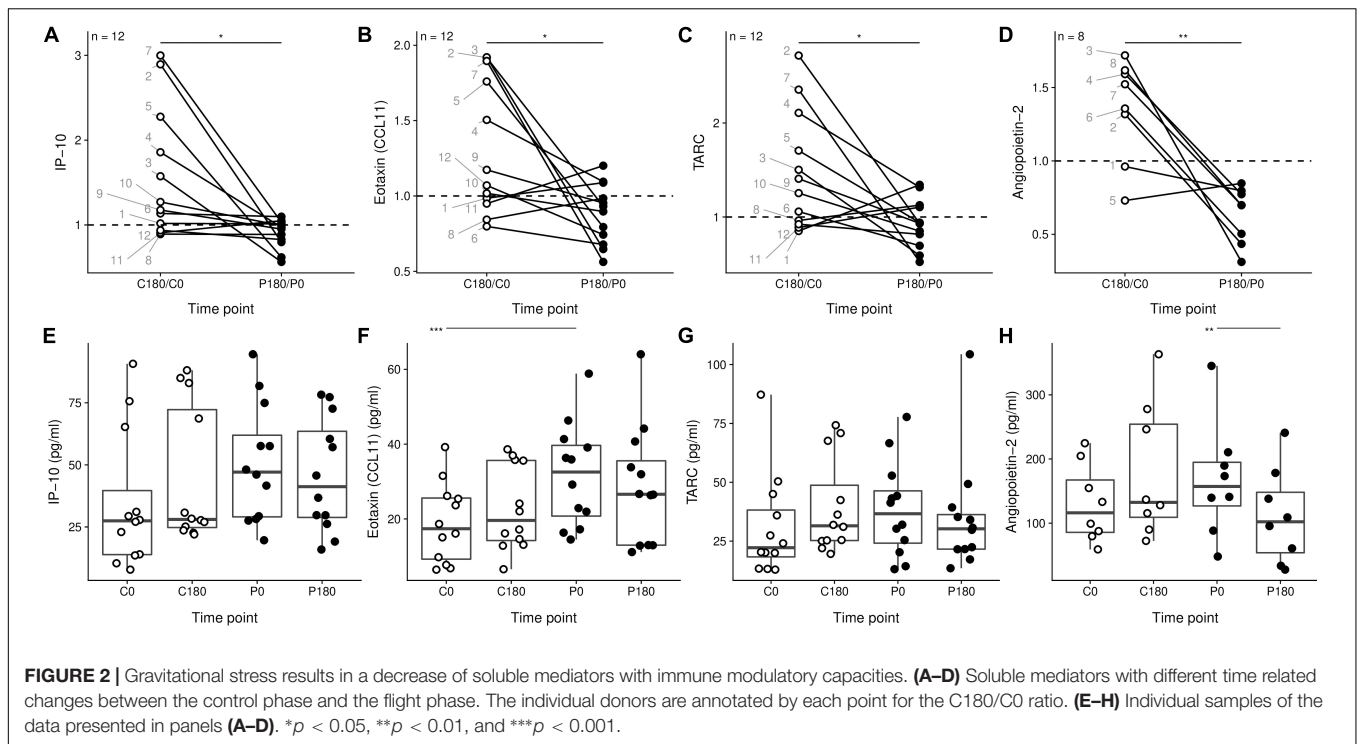 A
n = 12
*
3
2
1
IP−10
7
2
5
4
3
10
9
6
1
12
11
8
C180/C0 P180/P0
Time point
B
n = 12
*
2.0
1.5
1.0
0.5
Eotaxin (CCL11)
3
2
7
5
4
9
12
10
1
11
8
6
C180/C0 P180/P0
Time point
C
n = 12
*
2
1
TARC
2
7
4
5
3
9
10
6
8
12
11
1
C180/C0 P180/P0
Time point
D
n = 8
**
1.5
1.0
0.5
Angiopoietin−2
3
8
4
7
6
2
1
5
C180/C0 P180/P0
Time point
E
75
50
25
IP−10 (pg/ml)
C0 C180 P0 P180
Time point
F
***
60
40
20
Eotaxin (CCL11) (pg/ml)
C0 C180 P0 P180
Time point
G
100
75
50
25
TARC (pg/ml)
C0 C180 P0 P180
Time point
H
**
300
200
100
Angiopoietin−2 (pg/ml)
C0 C180 P0 P180
Time point
FIGURE 2 | Gravitational stress results in a decrease of soluble mediators with immune modulatory capacities. (A–D) Soluble mediators with different time related
changes between the control phase and the flight phase. The individual donors are annotated by each point for the C180/C0 ratio. (E–H) Individual samples of the
data presented in panels (A–D). *p < 0.05, **p < 0.01, and ***p < 0.001.